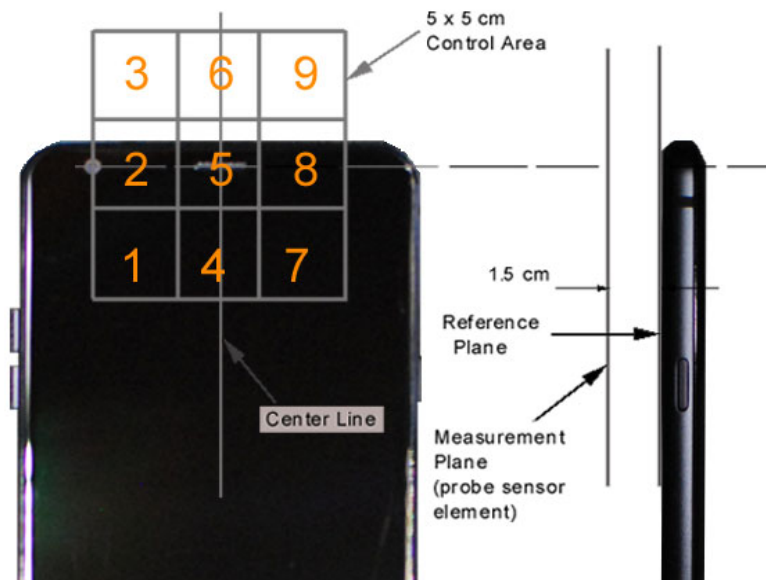 5 x 5 cm
Control Area
3 6 9
2 5 8
1 4 7
1.5 cm
Reference
Plane
Center Line
Measurement
Plane
(probe sensor
element)